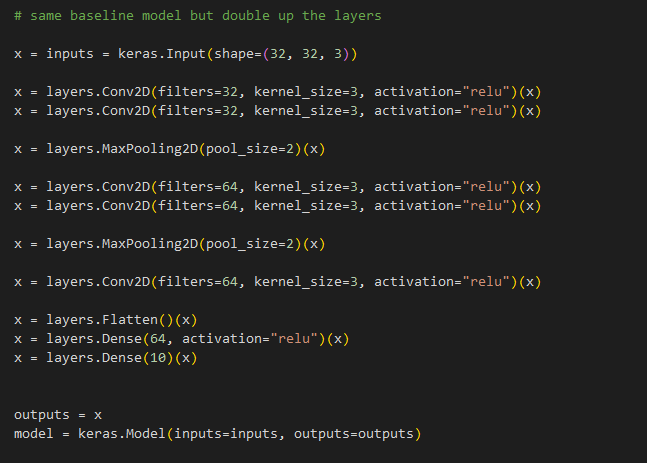 # same baseline model but double up the layers
x = inputs = keras.Input(shape=(32, 32, 3))
x = layers.Conv2D(filters=32, kernel_size=3, activation="relu")(x)
x = layers.Conv2D(filters=32, kernel_size=3, activation="relu")(x)
x = layers.MaxPooling2D(pool_size=2)(x)
x = layers.Conv2D(filters=64, kernel_size=3, activation="relu")(x)
x = layers.Conv2D(filters=64, kernel_size=3, activation="relu")(x)
x = layers.MaxPooling2D(pool_size=2)(x)
x = layers.Conv2D(filters=64, kernel_size=3, activation="relu")(x)
x = layers.Flatten()(x)
x = layers.Dense(64, activation="relu")(x)
x = layers.Dense(10)(x)
outputs = x
model = keras.Model(inputs=inputs, outputs=outputs)